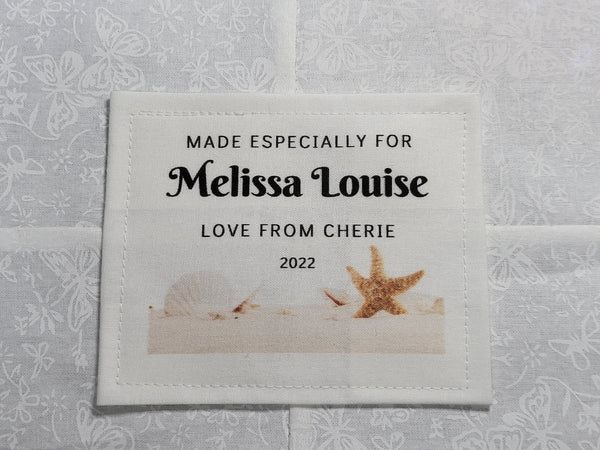 MADE ESPECIALLY FOR
Melissa Louise
LOVE FROM CHERIE
2022